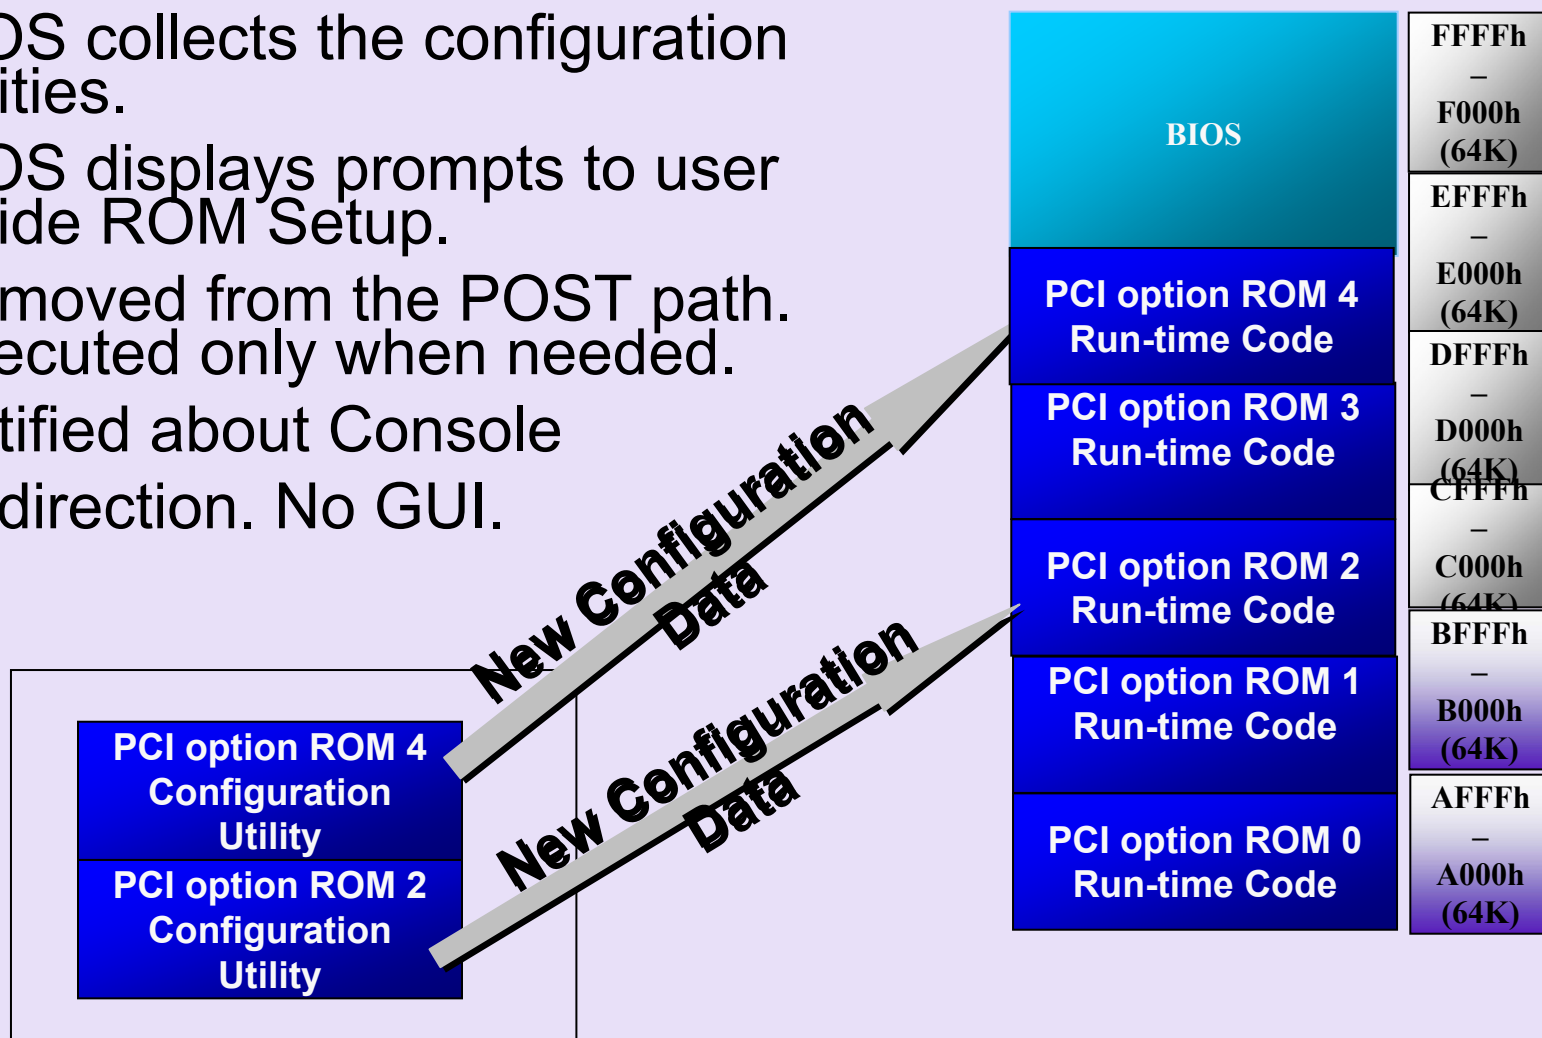 OS collects the configuration
ities.
OS displays prompts to user
ide ROM Setup.
moved from the POST path.
ecuted only when needed.
tified about Console
direction. No GUI.
New Configuration
Data
New Configuration
Data
PCI option ROM 4
Configuration
Utility
PCI option ROM 2
Configuration
Utility
BIOS
PCI option ROM 4
Run-time Code
PCI option ROM 3
Run-time Code
PCI option ROM 2
Run-time Code
PCI option ROM 1
Run-time Code
PCI option ROM 0
Run-time Code
FFFFh
–
F000h
(64K)
EFFFh
–
E000h
(64K)
DFFFh
–
D000h
(64K)
CFFFh
–
C000h
(64K)
BFFFh
–
B000h
(64K)
AFFFh
–
A000h
(64K)